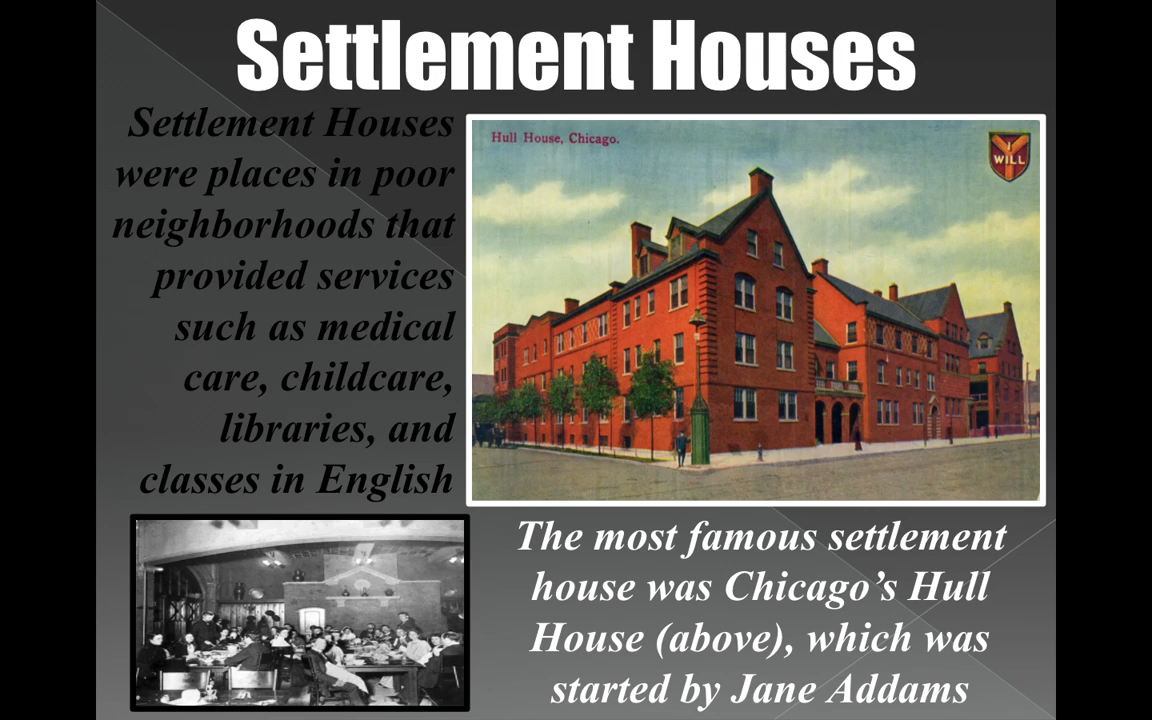 Settlement Houses
Settlement Houses
were places in poor
neighborhoods that
provided services
such as medical
care, childcare,
libraries, and
classes in English
Hull House, Chicago.
I
WILL
The most famous settlement
house was Chicago’s Hull
House (above), which was
started by Jane Addams